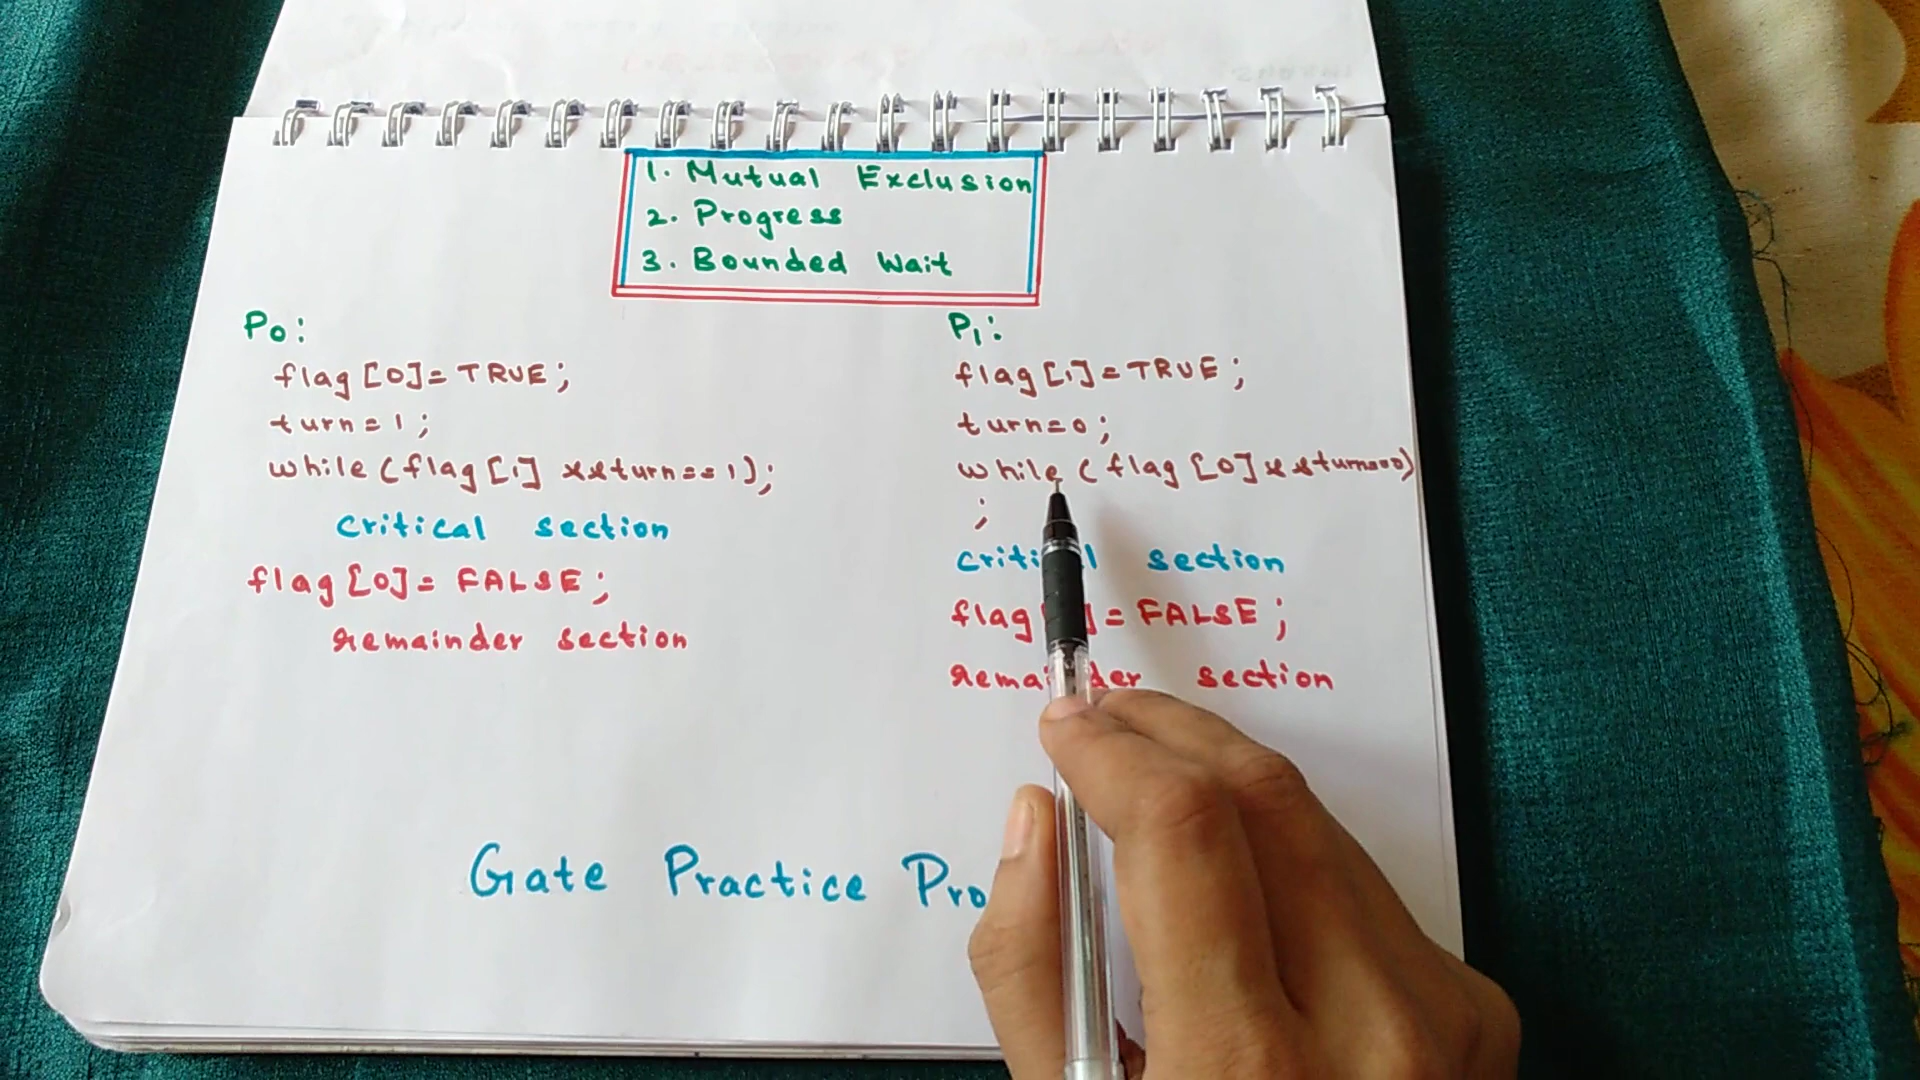 1. Mutual Exclusion
2. Progress
3. Bounded Wait
P0:
flag[0]=TRUE;
turn=1;
while(flag[1] &&turn==1);
critical section
flag[0]= FALSE;
remainder section
P1:
flag[1]=TRUE;
turn=0;
while(flag[0]&&turn==0)
;
section
= FALSE;
section
Gate Practice